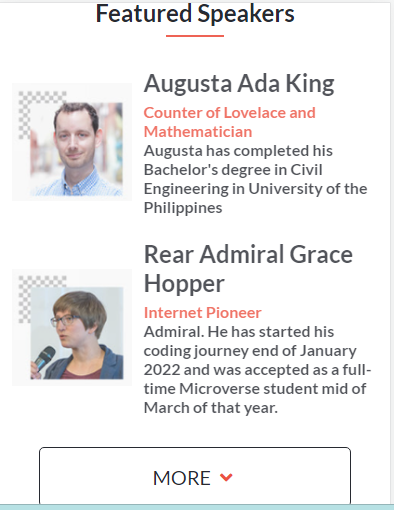 Featured Speakers
Augusta Ada King
Counter of Lovelace and
Mathematician
Augusta has completed his
Bachelor's degree in Civil
Engineering in University of the
Philippines
Rear Admiral Grace
Hopper
Internet Pioneer
Admiral. He has started his
coding journey end of January
2022 and was accepted as a full-
time Microverse student mid of
March of that year.
MORE